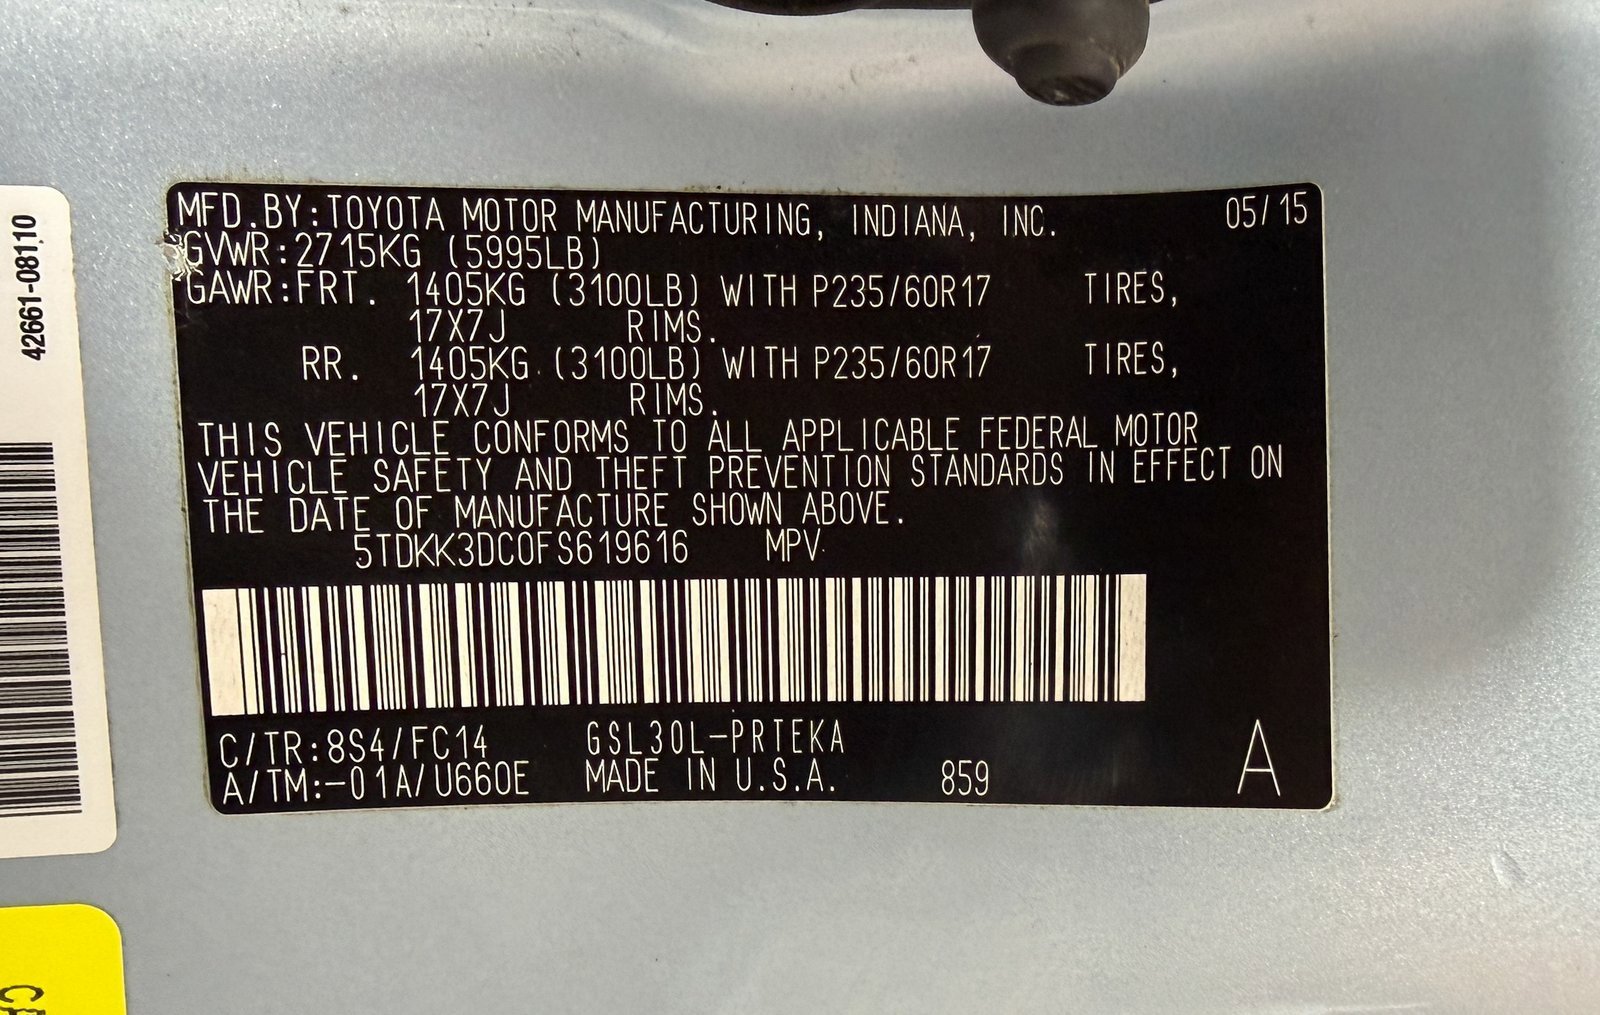 MFD.BY:TOYOTA MOTOR MANUFACTURING, INDIANA, INC. 05/15
GVWR:2715KG (5995LB)
GAWR:FRT. 1405KG (3100LB) WITH P235/60R17 TIRES,
17X7J RIMS.
RR. 1405KG (3100LB) WITH P235/60R17 TIRES,
17X7J RIMS.
THIS VEHICLE CONFORMS TO ALL APPLICABLE FEDERAL MOTOR
VEHICLE SAFETY AND THEFT PREVENTION STANDARDS IN EFFECT ON
THE DATE OF MANUFACTURE SHOWN ABOVE.
5TDKK3DC0FS619616 MPV
C/TR:8S4/FC14 GSL30L-PRTEKA
A/TM:-01A/U660E MADE IN U.S.A. 859 A
42661-08110